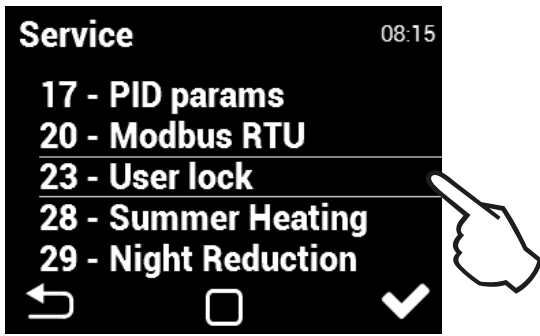 Service 08:15
17 - PID params
20 - Modbus RTU
23 - User lock
28 - Summer Heating
29 - Night Reduction